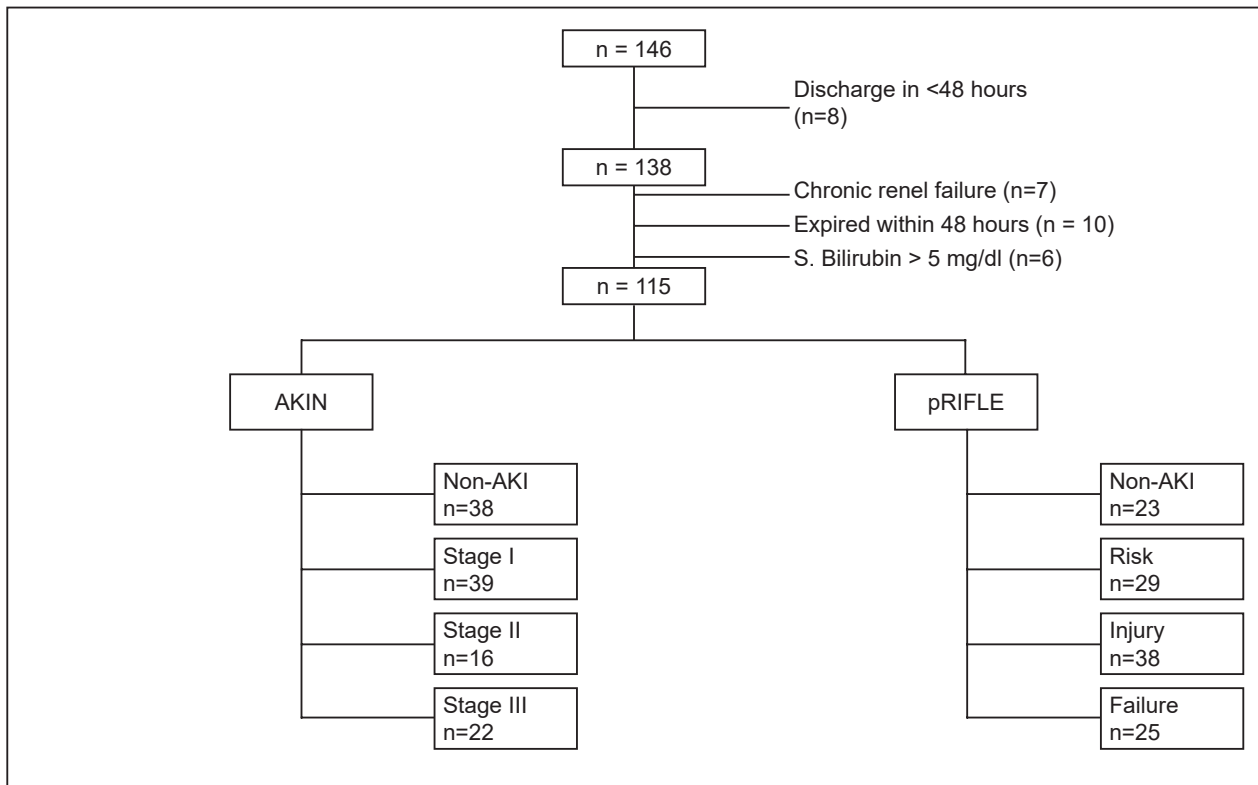 n = 146
Discharge in <48 hours
(n=8)
n = 138
Chronic renel failure (n=7)
Expired within 48 hours (n = 10)
S. Bilirubin > 5 mg/dl (n=6)
n = 115
AKIN
pRIFLE
Non-AKI
n=38
Stage I
n=39
Stage II
n=16
Stage III
n=22
Non-AKI
n=23
Risk
n=29
Injury
n=38
Failure
n=25